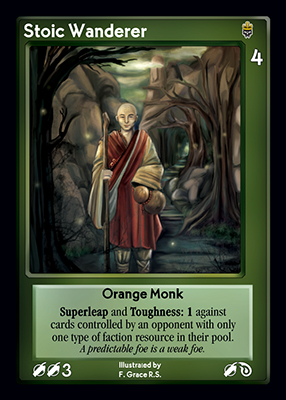 Stoic Wanderer
4
Orange Monk
Superleap and Toughness: 1 against
cards controlled by an opponent with only
one type of faction resource in their pool.
A predictable foe is a weak foe.
Illustraied by
F. Grace R.S.
3